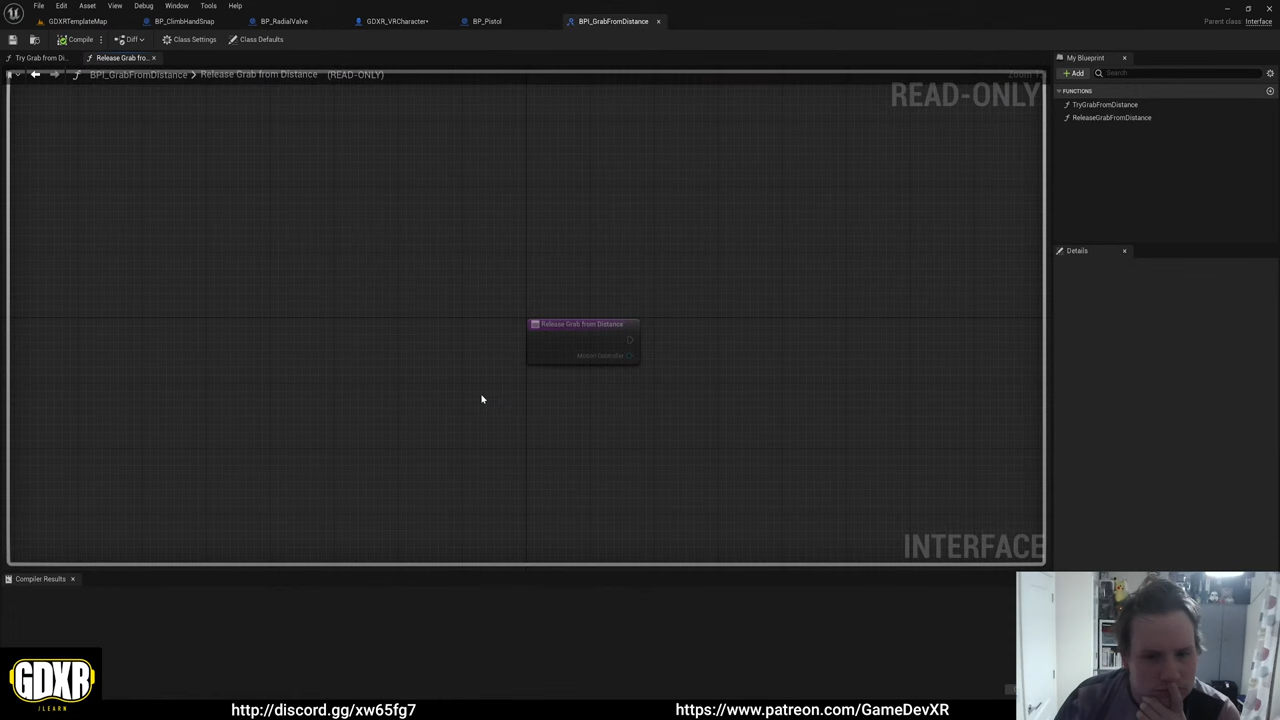 File Edit Asset View Debug Window Tools Help
Parent class: Interface
GDXRTemplateMap BP_ClimbHandSnap BP_RadialValve GDXR_VRCharacter* BP_Pistol BPI_GrabFromDistance
Compile Diff Class Settings Class Defaults
Try Grab from Di... Release Grab fro...
BPI_GrabFromDistance > Release Grab from Distance (READ-ONLY)
READ-ONLY
My Blueprint
Add Search
FUNCTIONS
TryGrabFromDistance
ReleaseGrabFromDistance
Details
Release Grab from Distance
Motion Controller
INTERFACE
Compiler Results
GDXR
LEARN
http://discord.gg/xw65fg7
https://www.patreon.com/GameDevXR